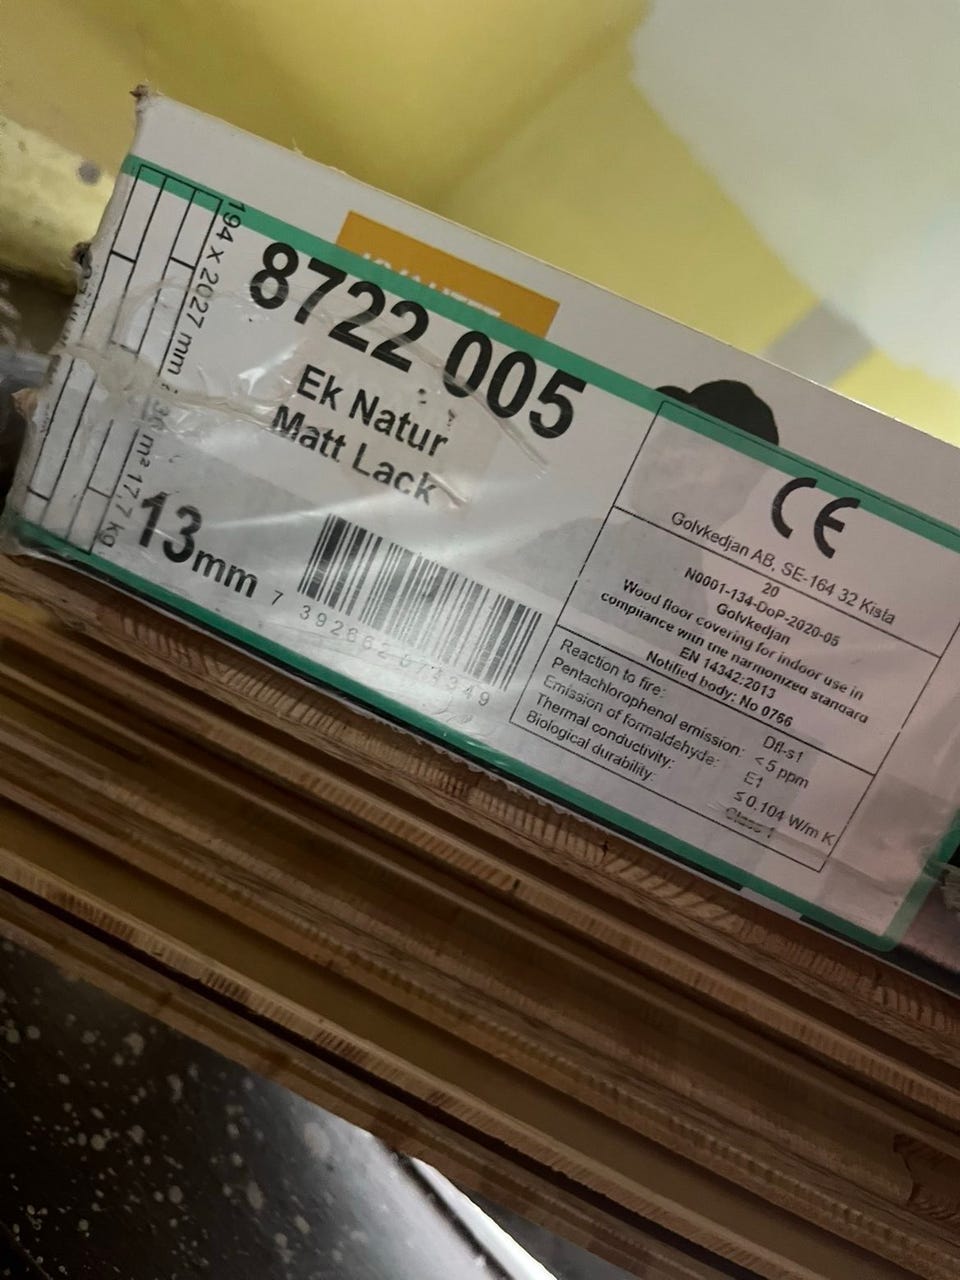 8722 005
Ek Natur
Matt Lack
194 x 2027 mm
m² 17,7 kg
13mm
CE
Golvkedjan AB, SE-164 32 Kista
20
N0001-134-DoP-2020-05
Golvkedjan
Wood floor covering for indoor use in
compliance with the harmonized standard
EN 14342:2013
Notified body: No 0766
Reaction to fire: Dfl-s1
Pentachlorophenol emission: < 5 ppm
Emission of formaldehyde: E1
Thermal conductivity: ≤ 0.104 W/m K
Biological durability: Class 1